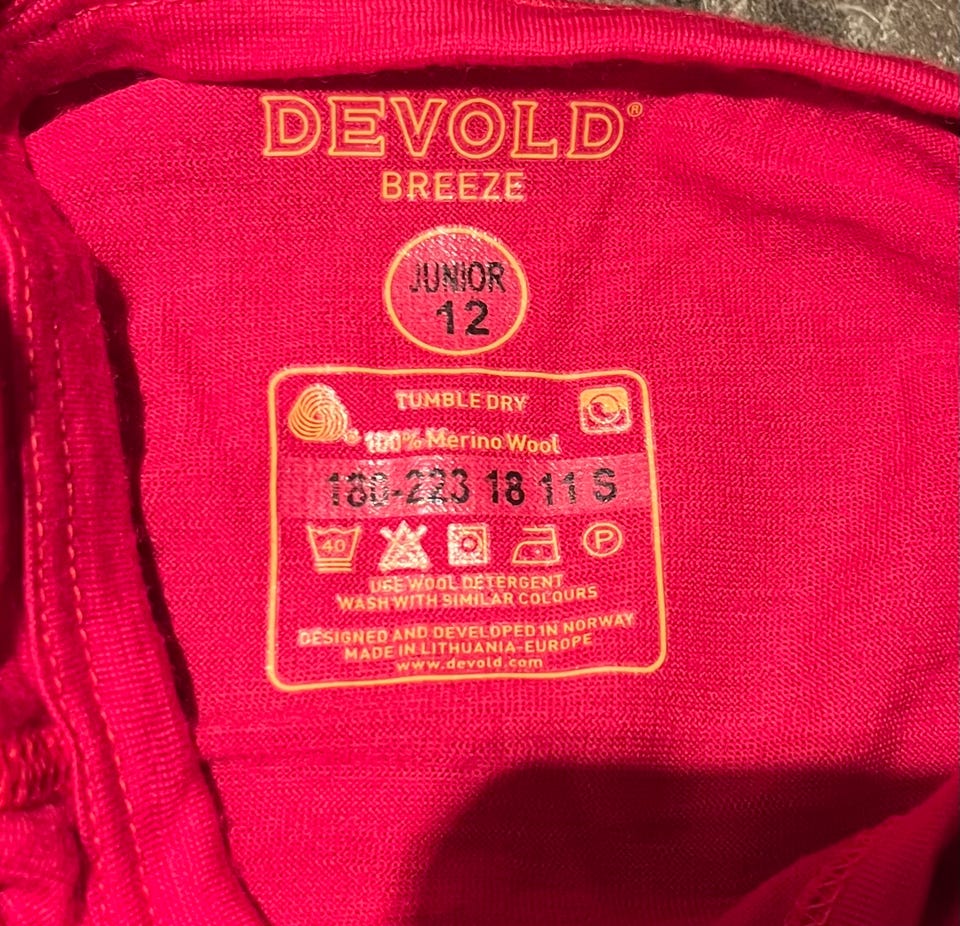 DEVOLD®
BREEZE
JUNIOR
12
TUMBLE DRY
100% Merino Wool
180-223 18 11 S
40
P
USE WOOL DETERGENT
WASH WITH SIMILAR COLOURS
DESIGNED AND DEVELOPED IN NORWAY
MADE IN LITHUANIA-EUROPE
www.devold.com